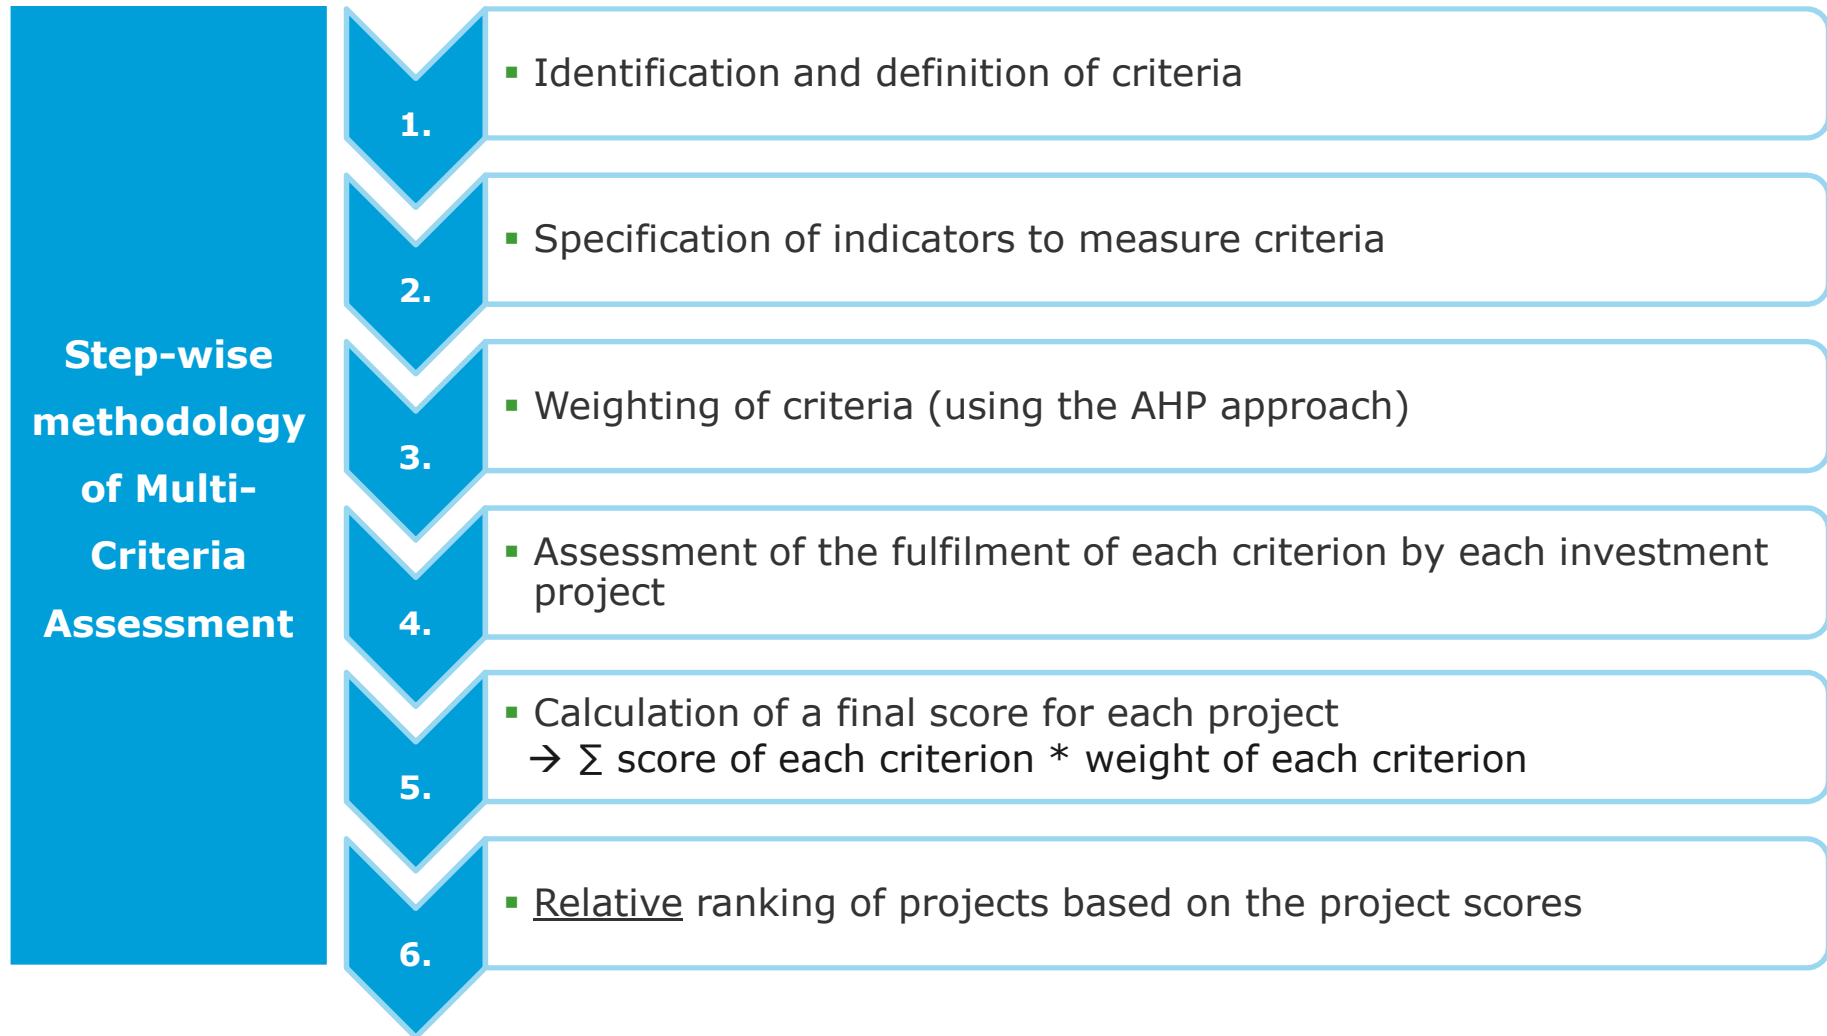 Step-wise
methodology
of Multi-
Criteria
Assessment
1.
▪ Identification and definition of criteria
2.
▪ Specification of indicators to measure criteria
3.
▪ Weighting of criteria (using the AHP approach)
4.
▪ Assessment of the fulfilment of each criterion by each investment
project
5.
▪ Calculation of a final score for each project
→ ∑ score of each criterion * weight of each criterion
6.
▪ Relative ranking of projects based on the project scores